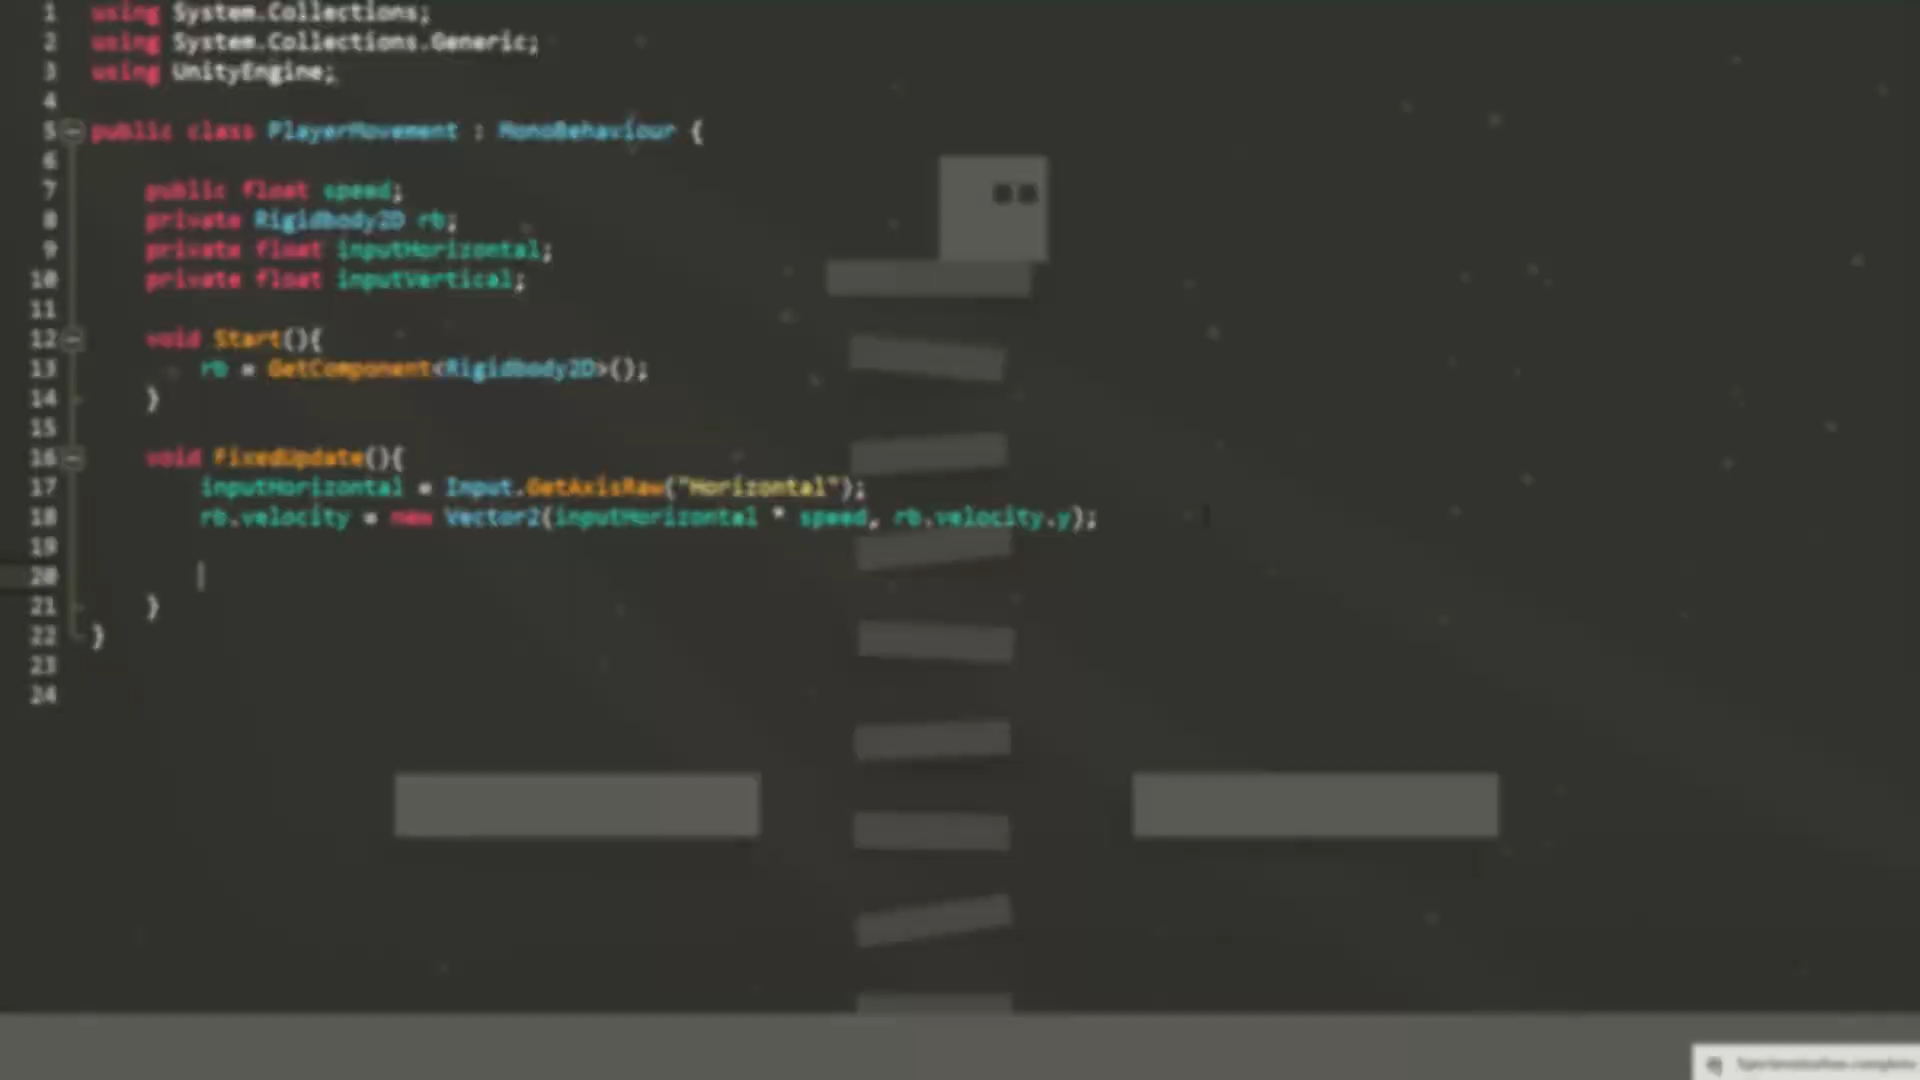 1 using System.Collections;
2 using System.Collections.Generic;
3 using UnityEngine;
4
5 public class PlayerMovement : MonoBehaviour {
6
7 public float speed;
8 private Rigidbody2D rb;
9 private float inputHorizontal;
10 private float inputVertical;
11
12 void Start(){
13 rb = GetComponent<Rigidbody2D>();
14 }
15
16 void FixedUpdate(){
17 inputHorizontal = Input.GetAxisRaw("Horizontal");
18 rb.velocity = new Vector2(inputHorizontal * speed, rb.velocity.y);
19
20
21 }
22 }
23
24